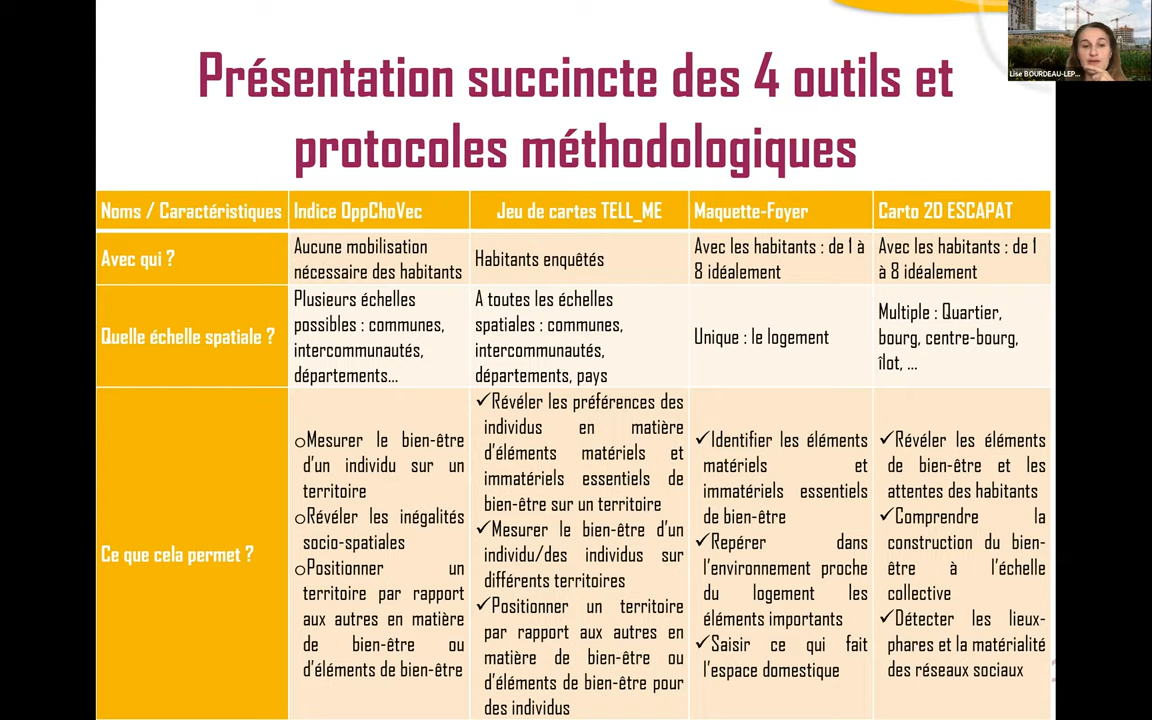 Présentation succincte des 4 outils et
protocoles méthodologiques
Lise BOURDEAU-LEP...
Noms / Caractéristiques
Indice OppChoVec
Jeu de cartes TELL_ME
Maquette-Foyer
Carto 2D ESCAPAT
Avec qui ?
Aucune mobilisation
nécessaire des habitants
Habitants enquêtés
Avec les habitants : de 1 à
8 idéalement
Avec les habitants : de 1
à 8 idéalement
Quelle échelle spatiale ?
Plusieurs échelles
possibles : communes,
intercommunautés,
départements...
A toutes les échelles
spatiales : communes,
intercommunautés,
départements, pays
Unique : le logement
Multiple : Quartier,
bourg, centre-bourg,
îlot, ...
Ce que cela permet ?
oMesurer le bien-être
d'un individu sur un
territoire
oRévéler les inégalités
socio-spatiales
oPositionner un
territoire par rapport
aux autres en matière
de bien-être ou
d'éléments de bien-être
✓Révéler les préférences des
individus en matière
d'éléments matériels et
immatériels essentiels de
bien-être sur un territoire
✓Mesurer le bien-être d'un
individu/des individus sur
différents territoires
✓Positionner un territoire
par rapport aux autres en
matière de bien-être ou
d'éléments de bien-être pour
des individus
✓Identifier les éléments
matériels et
immatériels essentiels
de bien-être
✓Repérer dans
l'environnement proche
du logement les
éléments importants
✓Saisir ce qui fait
l'espace domestique
✓Révéler les éléments
de bien-être et les
attentes des habitants
✓Comprendre la
construction du bien-
être à l'échelle
collective
✓Détecter les lieux-
phares et la matérialité
des réseaux sociaux